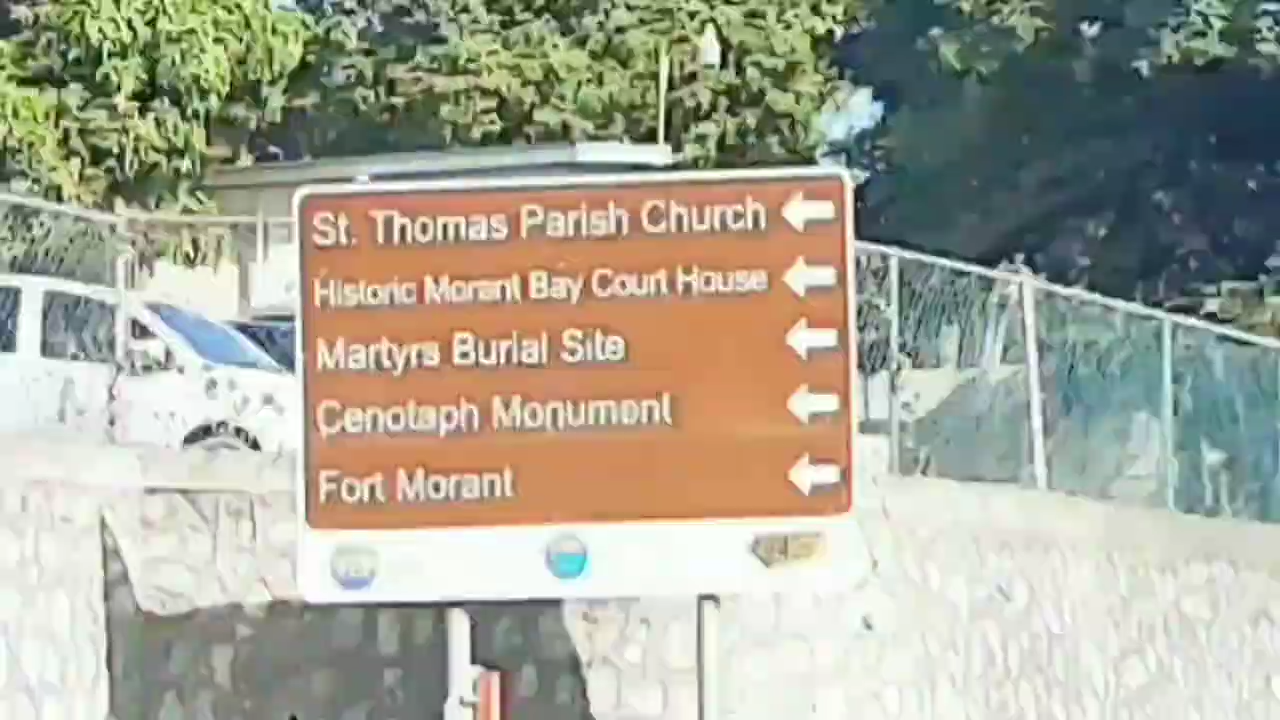 St. Thomas Parish Church
Historic Morant Bay Court House
Martyrs Burial Site
Cenotaph Monument
Fort Morant